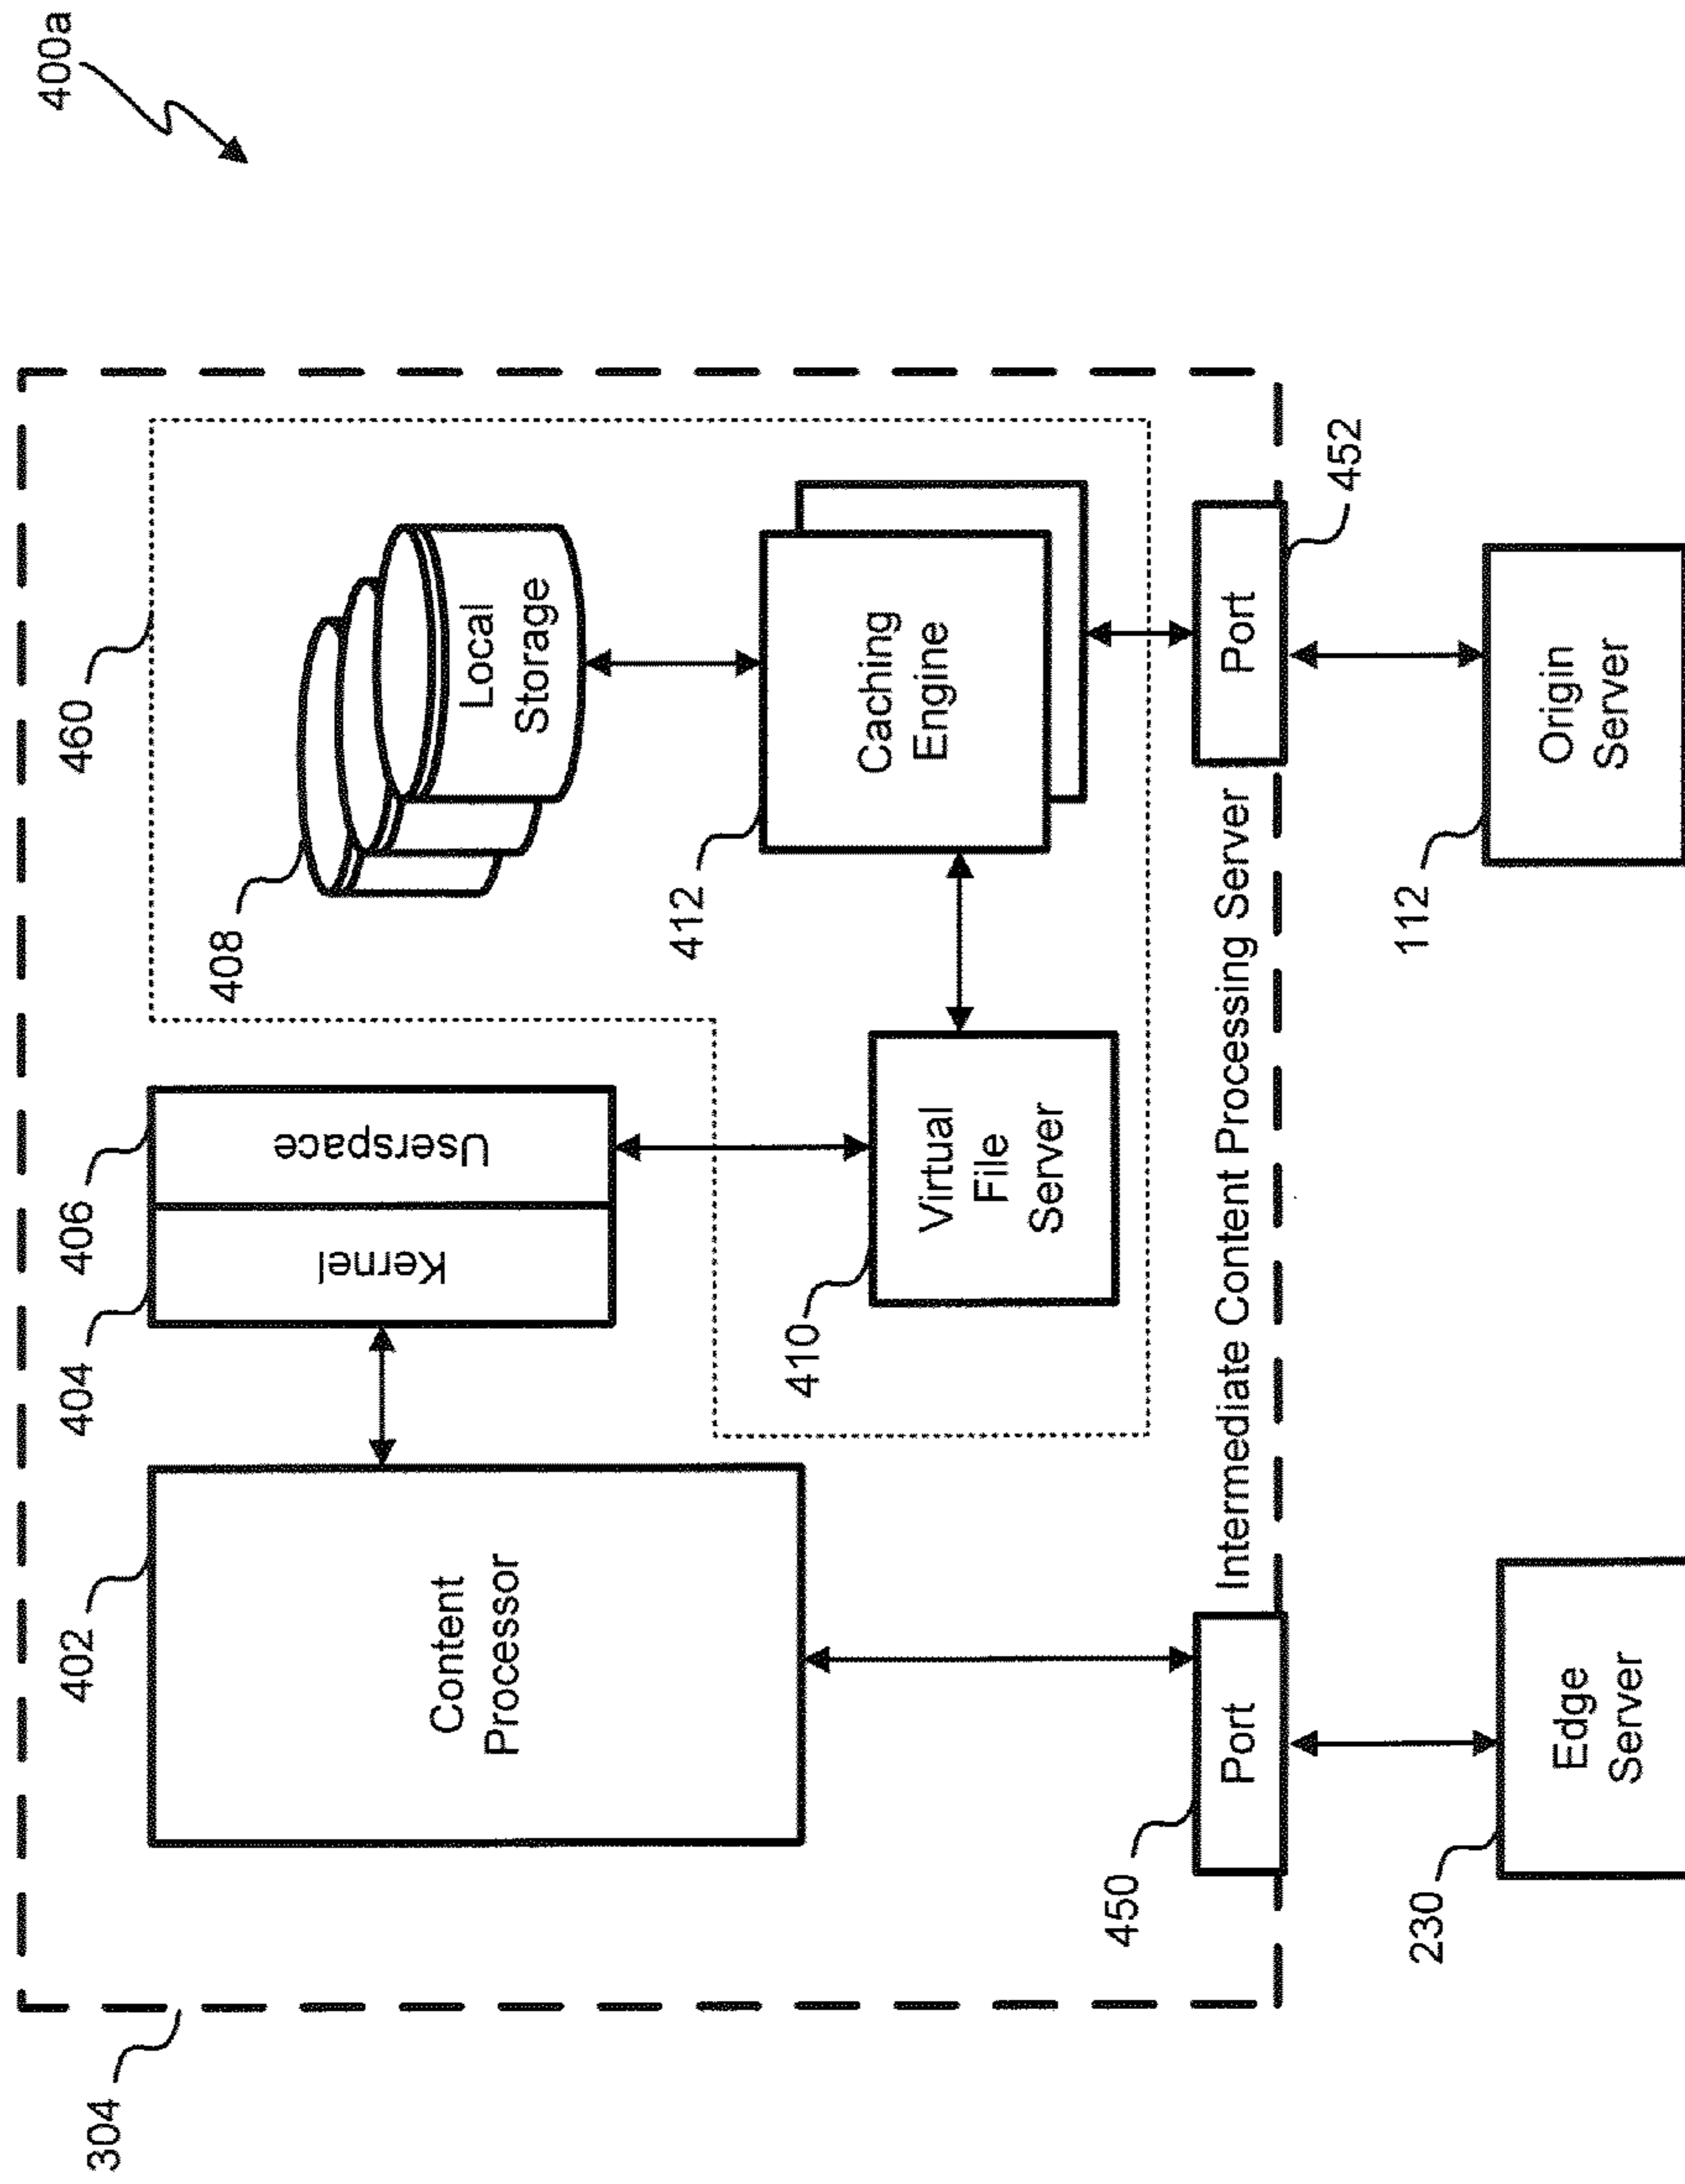 400a
304
402
Content
Processor
404
406
Kernel
Userspace
460
408
Local
Storage
410
Virtual
File
Server
412
Caching
Engine
450
Port
Intermediate Content Processing Server
Port
452
230
Edge
Server
112
Origin
Server